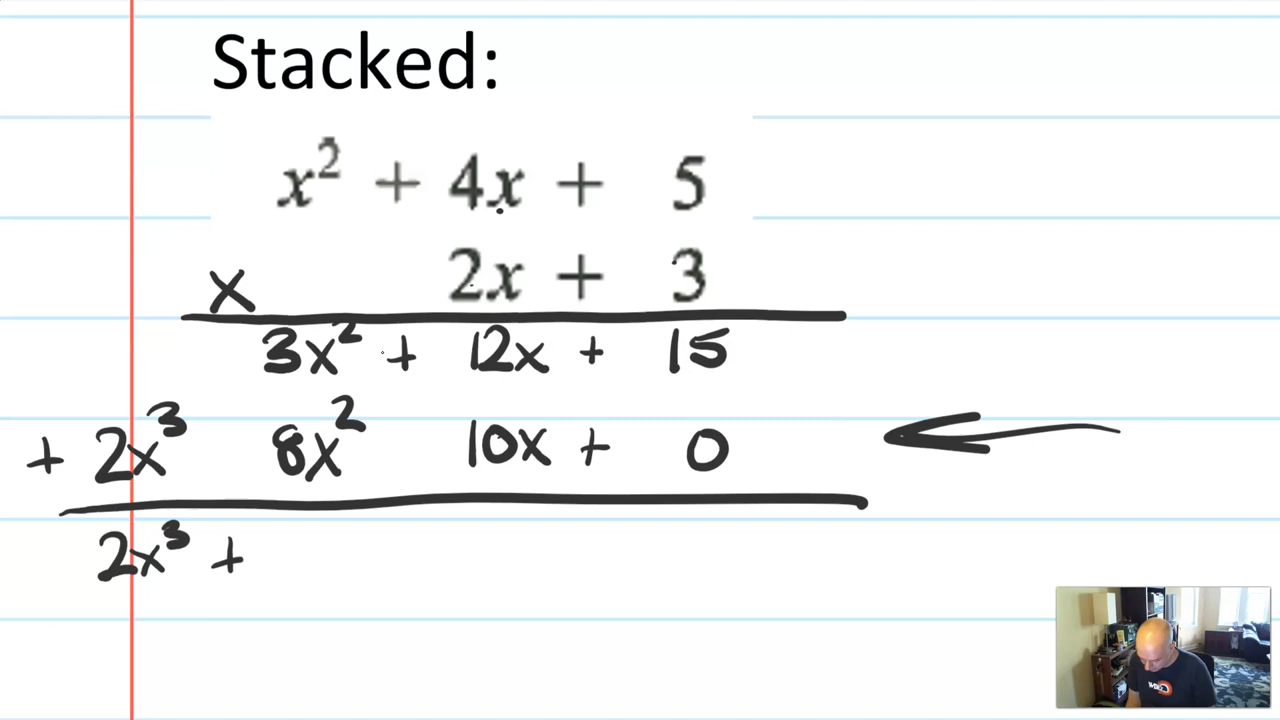 Stacked:
x² + 4x + 5
x 2x + 3
3x² + 12x + 15
+ 2x³ 8x² 10x + 0
2x³ +